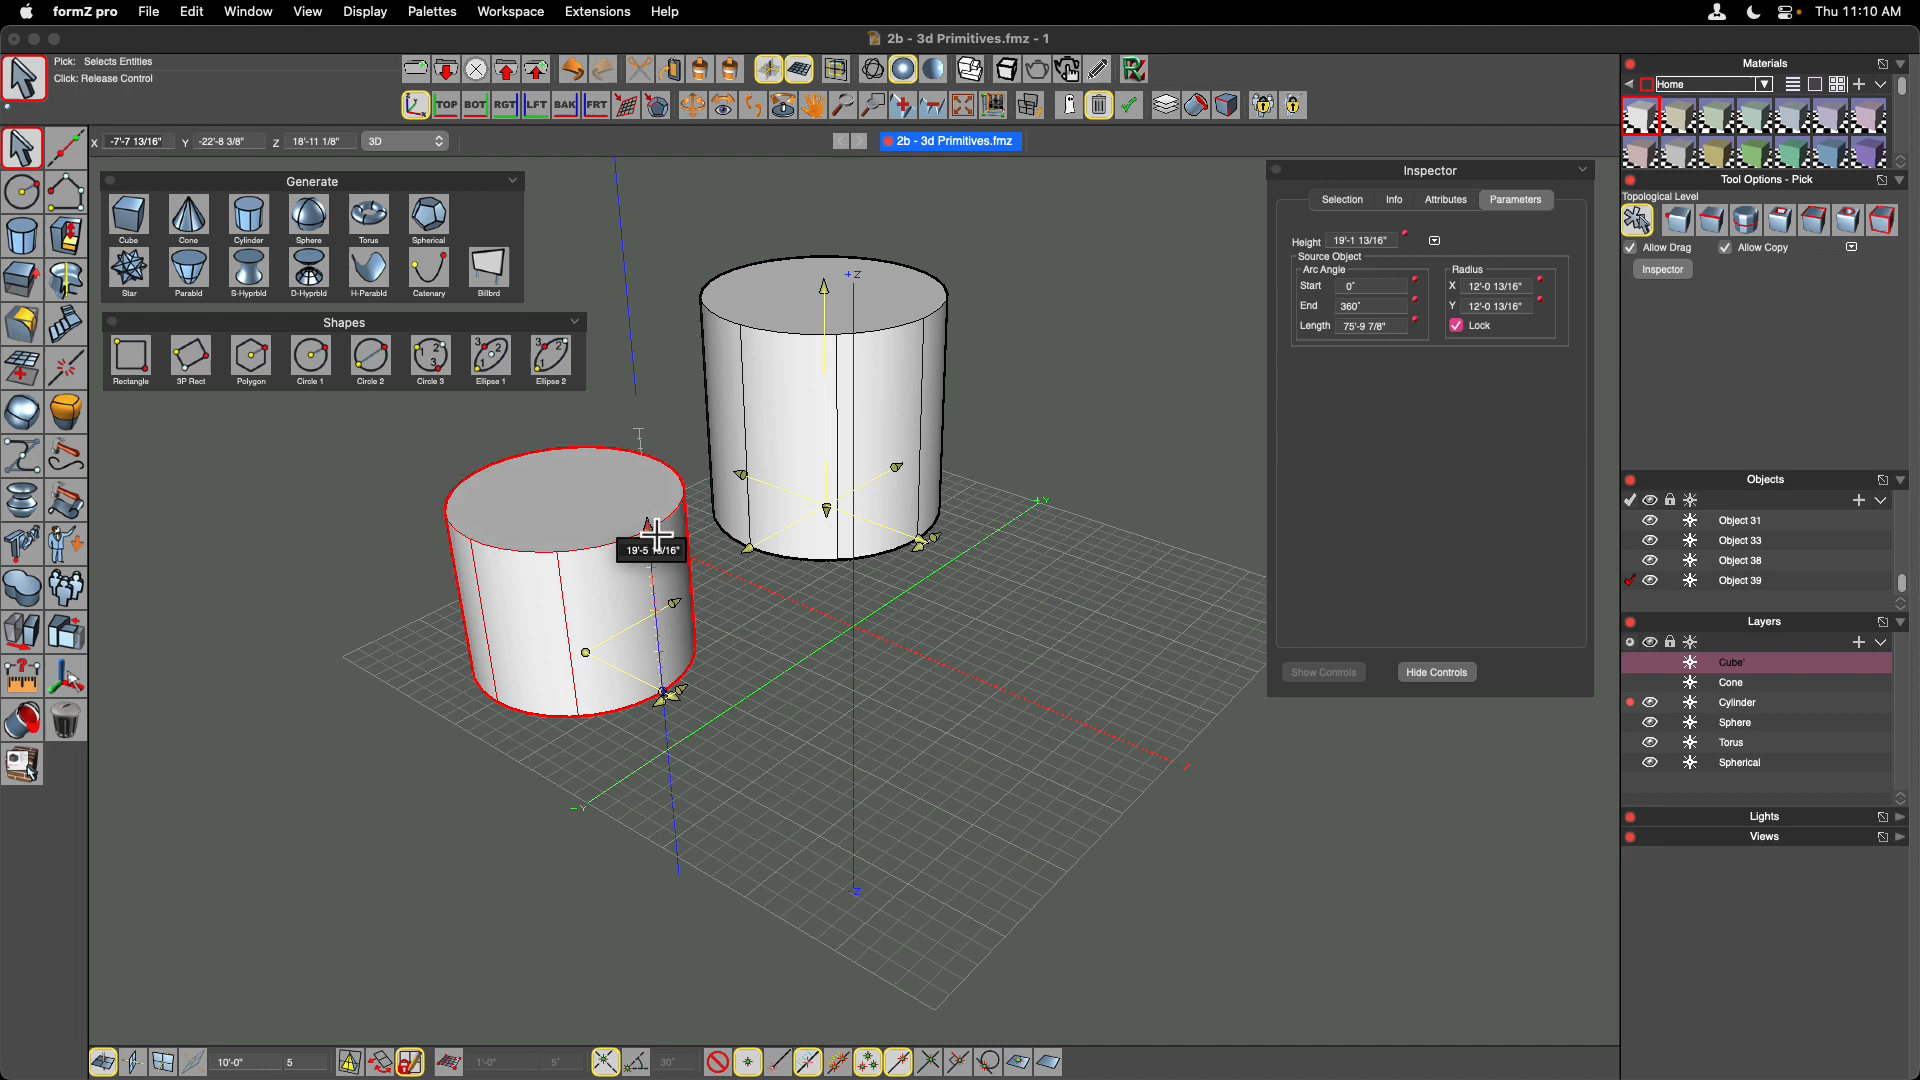 formZ pro File Edit Window View Display Palettes Workspace Extensions Help Thu 11:10 AM
2b - 3d Primitives.fmz - 1
Pick: Selects Entities
Click: Release Control
TOP BOT RGT LFT BAK FRT
X -7'-7 13/16" Y -22'-8 3/8" Z 18'-11 1/8" 3D
2b - 3d Primitives.fmz
Generate
Cube Cone Cylinder Sphere Torus Spherical
Star Parabld S-Hyprbld D-Hyprbld H-Parabld Catenary Billbrd
Shapes
Rectangle 3P Rect Polygon Circle 1 Circle 2 Circle 3 Ellipse 1 Ellipse 2
+Z
+Y
-Y
-Z
Inspector
Selection Info Attributes Parameters
Height 19'-1 13/16"
Source Object
Arc Angle
Start 0°
End 360°
Length 75'-9 7/8"
Radius
X 12'-0 13/16"
Y 12'-0 13/16"
Lock
Show Controls Hide Controls
Materials
Home
Tool Options - Pick
Topological Level
Allow Drag Allow Copy
Inspector
Objects
Object 31
Object 33
Object 38
Object 39
Layers
Cube'
Cone
Cylinder
Sphere
Torus
Spherical
Lights
Views
10'-0" 5 1'-0" 5° 30°